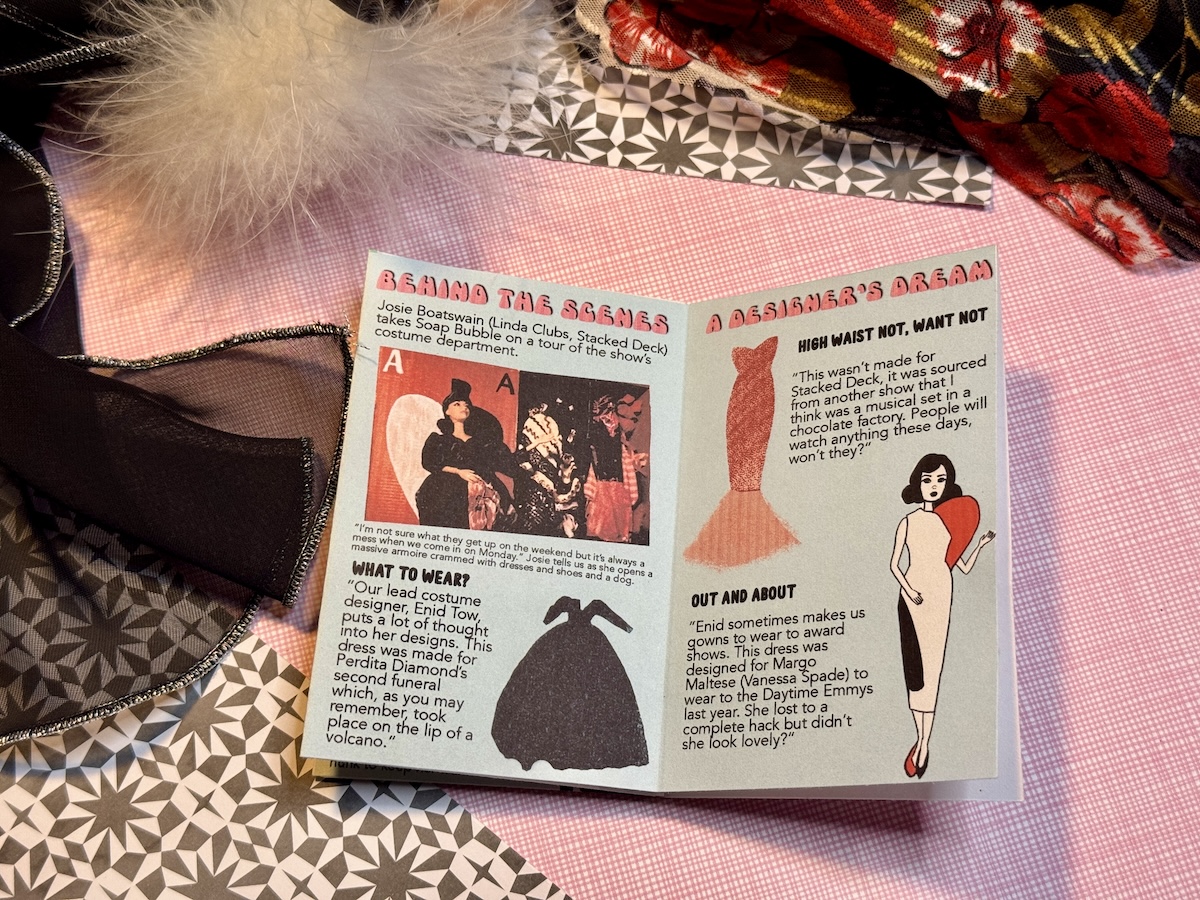 BEHIND THE SCENES
Josie Boatswain (Linda Clubs, Stacked Deck)
takes Soap Bubble on a tour of the show's
costume department.
A
A
"I'm not sure what they get up on the weekend but it's always a
mess when we come in on Monday." Josie tells us as she opens a
massive armoire crammed with dresses and shoes and a dog.
WHAT TO WEAR?
"Our lead costume
designer, Enid Tow,
puts a lot of thought
into her designs. This
dress was made for
Perdita Diamond's
second funeral
which, as you may
remember, took
place on the lip of a
volcano."
A DESIGNER'S DREAM
HIGH WAIST NOT, WANT NOT
"This wasn't made for
Stacked Deck, it was sourced
from another show that I
think was a musical set in a
chocolate factory. People will
watch anything these days,
won't they?"
OUT AND ABOUT
"Enid sometimes makes us
gowns to wear to award
shows. This dress was
designed for Margo
Maltese (Vanessa Spade) to
wear to the Daytime Emmys
last year. She lost to a
complete hack but didn't
she look lovely?"